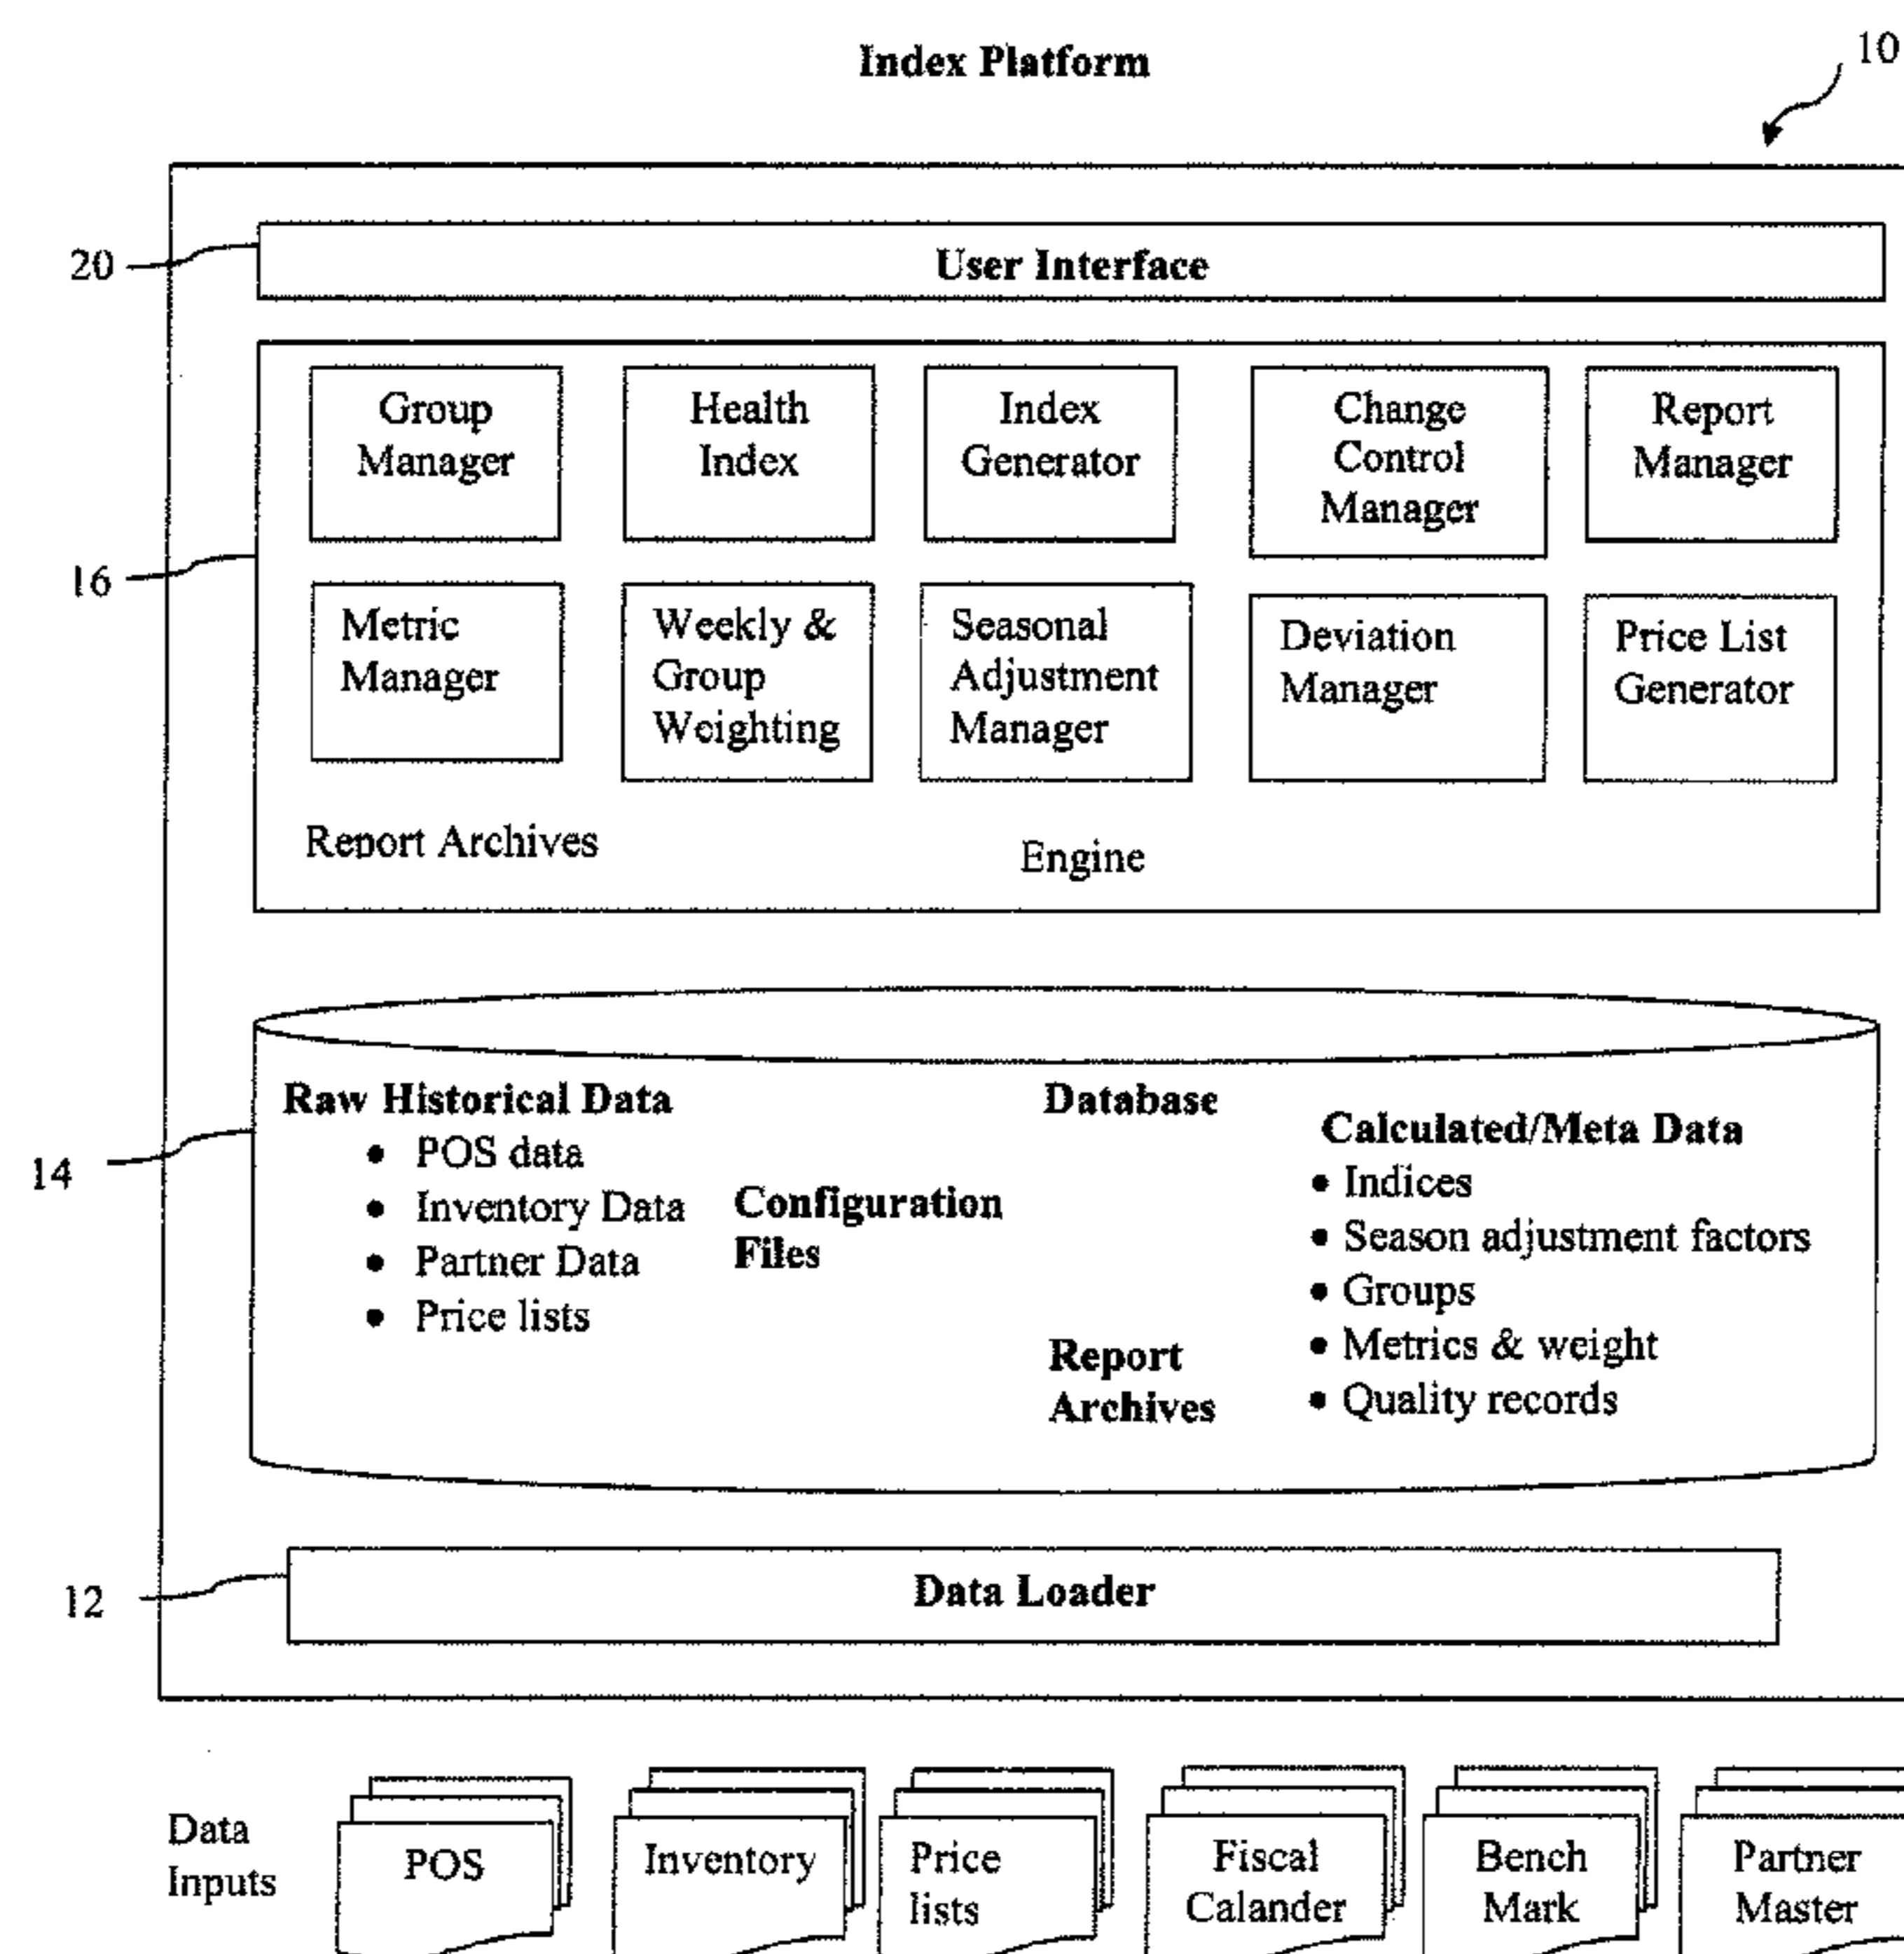 Index Platform
10
20
User Interface
Group
Manager
Health
Index
Index
Generator
Change
Control
Manager
Report
Manager
16
Metric
Manager
Weekly &
Group
Weighting
Seasonal
Adjustment
Manager
Deviation
Manager
Price List
Generator
Report Archives
Engine
14
Raw Historical Data
• POS data
• Inventory Data
• Partner Data
• Price lists
Configuration
Files
Database
Report
Archives
Calculated/Meta Data
• Indices
• Season adjustment factors
• Groups
• Metrics & weight
• Quality records
12
Data Loader
Data
Inputs
POS
Inventory
Price
lists
Fiscal
Calander
Bench
Mark
Partner
Master